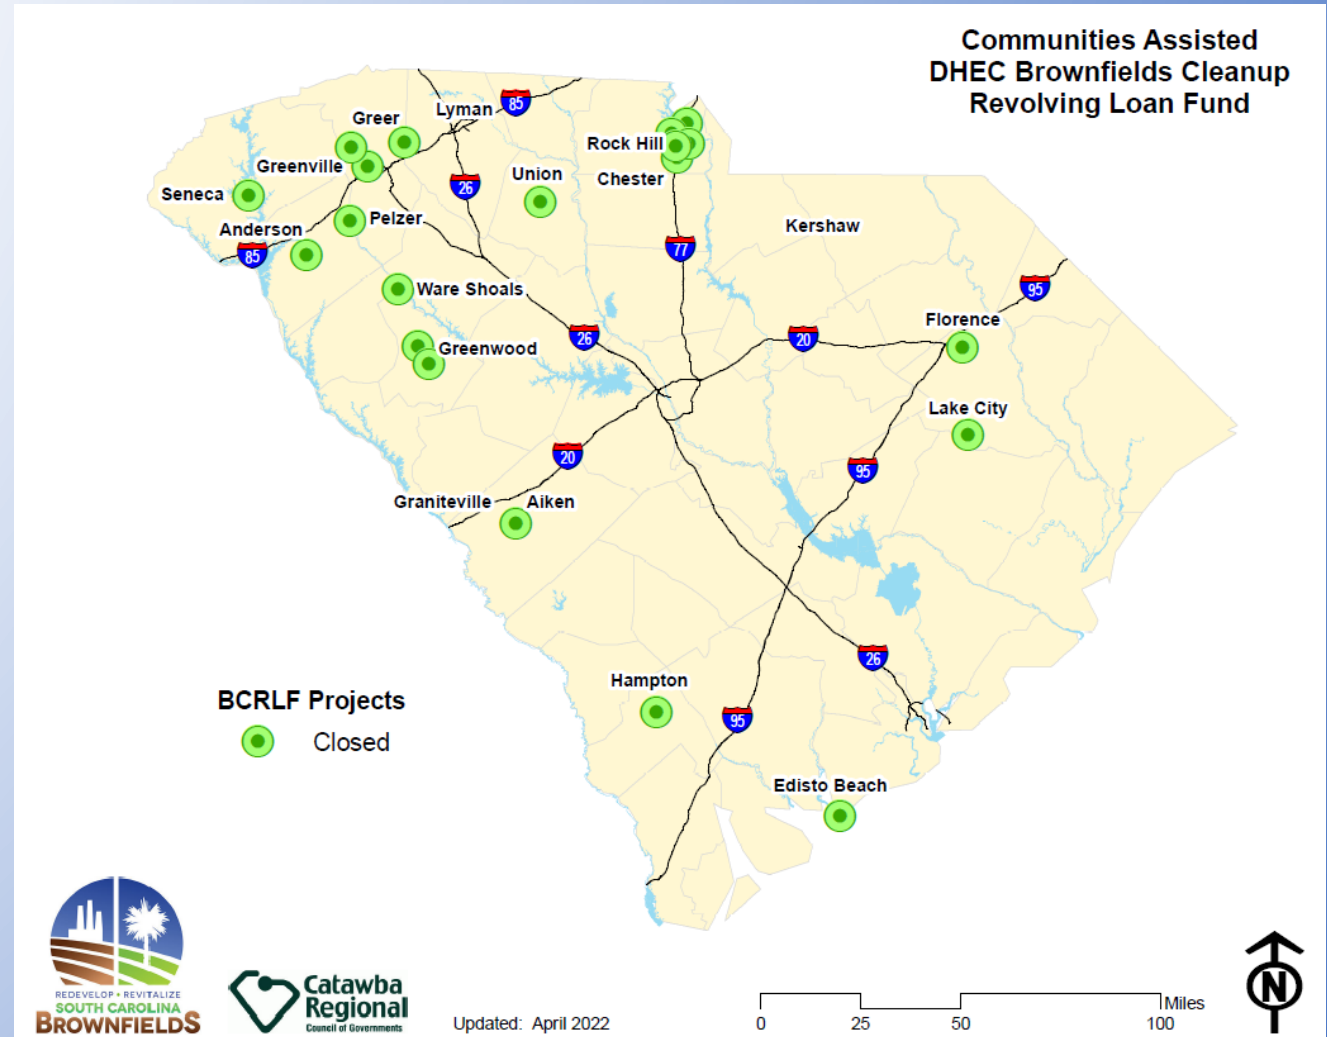 Communities Assisted
DHEC Brownfields Cleanup
Revolving Loan Fund
Lyman
85
Greer
Rock Hill
Greenville
Union
Chester
26
Seneca
Pelzer
Kershaw
Anderson
85
77
Ware Shoals
95
Florence
26
20
Greenwood
Lake City
20
95
Graniteville
Aiken
26
Hampton
95
BCRLF Projects
Closed
Edisto Beach
REDEVELOP • REVITALIZE
SOUTH CAROLINA
BROWNFIELDS
Catawba
Regional
Council of Governments
Updated: April 2022
Miles
0 25 50 100
N